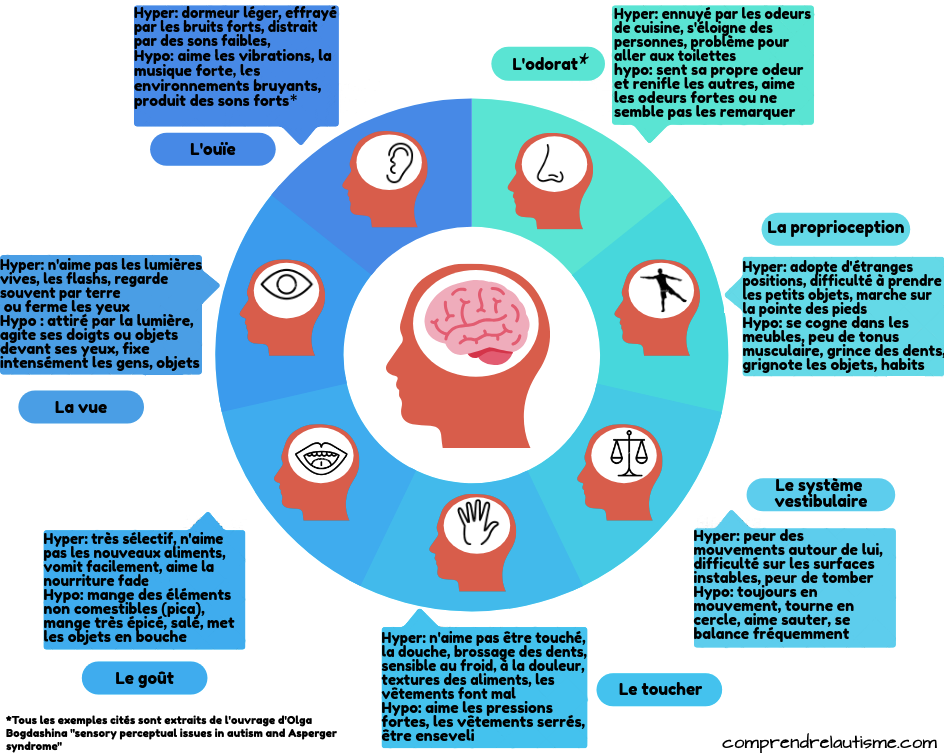 Hyper: dormeur léger, effrayé
par les bruits forts, distrait
par des sons faibles,
Hypo: aime les vibrations, la
musique forte, les
environnements bruyants,
produit des sons forts*
L'ouïe
Hyper: ennuyé par les odeurs
de cuisine, s'éloigne des
personnes, problème pour
aller aux toilettes
hypo: sent sa propre odeur
et renifle les autres, aime
les odeurs fortes ou ne
semble pas les remarquer
L'odorat*
La proprioception
Hyper: adopte d'étranges
positions, difficulté à prendre
les petits objets, marche sur
la pointe des pieds
Hypo: se cogne dans les
meubles, peu de tonus
musculaire, grince des dents,
grignote les objets, habits
Hyper: n'aime pas les lumières
vives, les flashs, regarde
souvent par terre
ou ferme les yeux
Hypo : attiré par la lumière,
agite ses doigts ou objets
devant ses yeux, fixe
intensément les gens, objets
La vue
Le système
vestibulaire
Hyper: peur des
mouvements autour de lui,
difficulté sur les surfaces
instables, peur de tomber
Hypo: toujours en
mouvement, tourne en
cercle, aime sauter, se
balance fréquemment
Hyper: très sélectif, n'aime
pas les nouveaux aliments,
vomit facilement, aime la
nourriture fade
Hypo: mange des éléments
non comestibles (pica),
mange très épicé, salé, met
les objets en bouche
Le goût
Hyper: n'aime pas être touché,
la douche, brossage des dents,
sensible au froid, à la douleur,
textures des aliments, les
vêtements font mal
Hypo: aime les pressions
fortes, les vêtements serrés,
être enseveli
Le toucher
*Tous les exemples cités sont extraits de l'ouvrage d'Olga
Bogdashina "sensory perceptual issues in autism and Asperger
syndrome"
comprendrelautisme.com